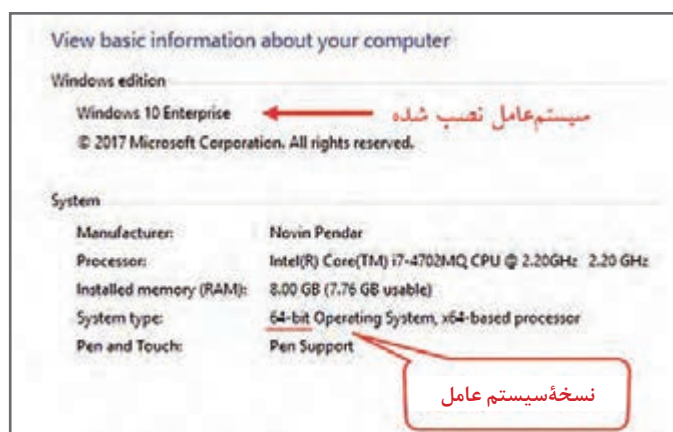 View basic information about your computer
Windows edition
Windows 10 Enterprise سیستم‌عامل نصب شده
© 2017 Microsoft Corporation. All rights reserved.
System
Manufacturer: Novin Pendar
Processor: Intel(R) Core(TM) i7-4702MQ CPU @ 2.20GHz 2.20 GHz
Installed memory (RAM): 8.00 GB (7.76 GB usable)
System type: 64-bit Operating System, x64-based processor
Pen and Touch: Pen Support
نسخهٔ سیستم عامل